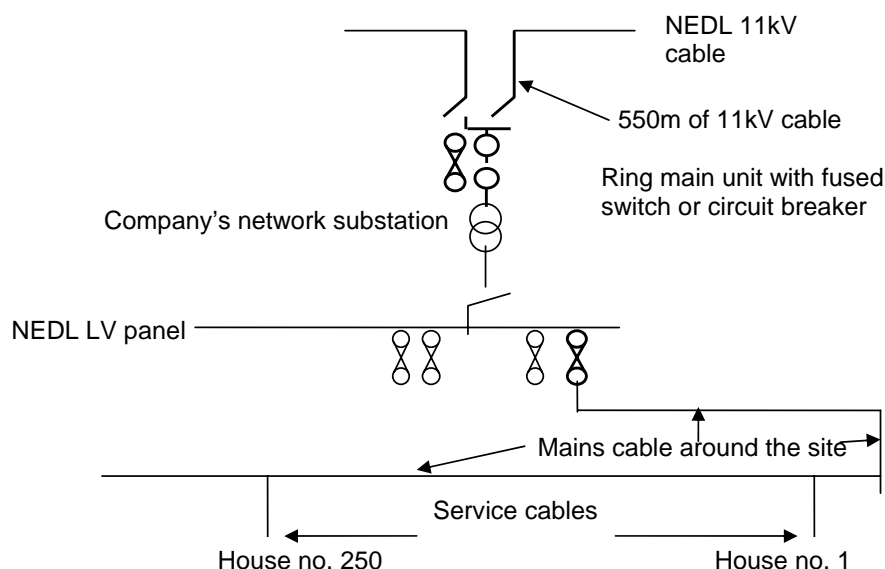 NEDL 11kV
cable
550m of 11kV cable
Ring main unit with fused
switch or circuit breaker
Company’s network substation
NEDL LV panel
Mains cable around the site
Service cables
House no. 250
House no. 1